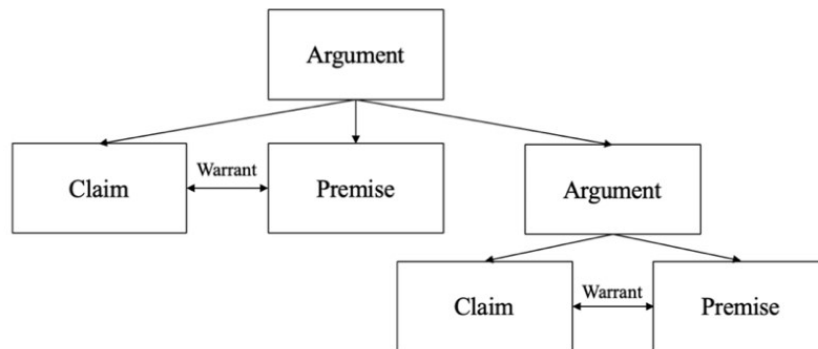 Argument
Warrant
Claim
Premise
Argument
Warrant
Claim
Premise